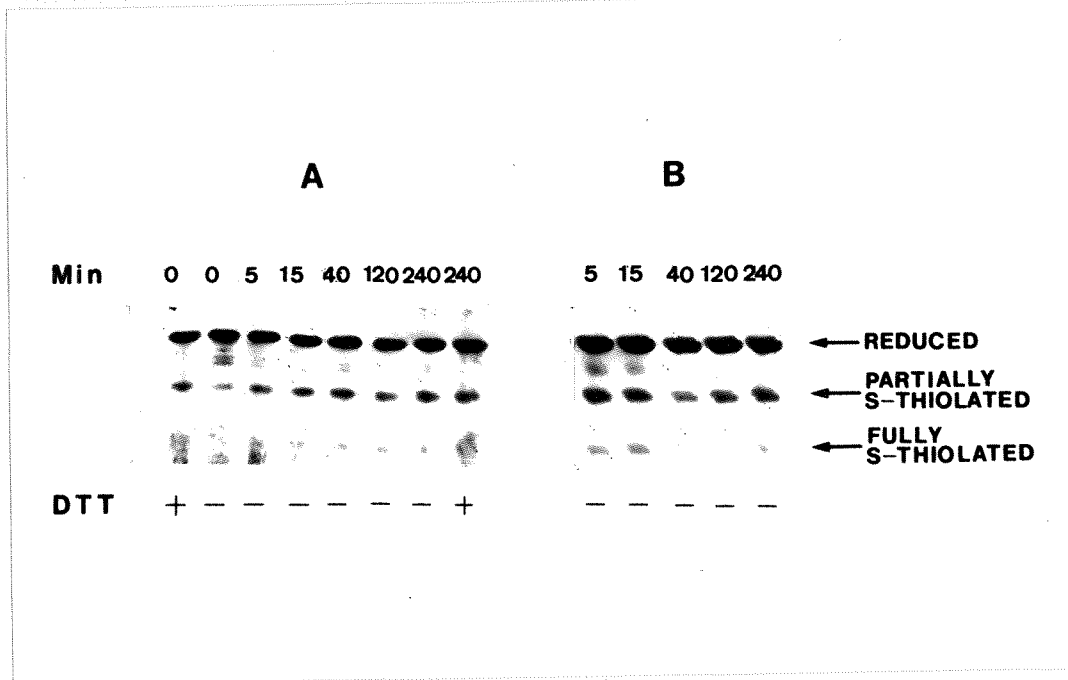 A B
Min 0 0 5 15 40 120 240 240 5 15 40 120 240
REDUCED
PARTIALLY
S-THIOLATED
FULLY
S-THIOLATED
DTT + - - - - - - + - - - - -